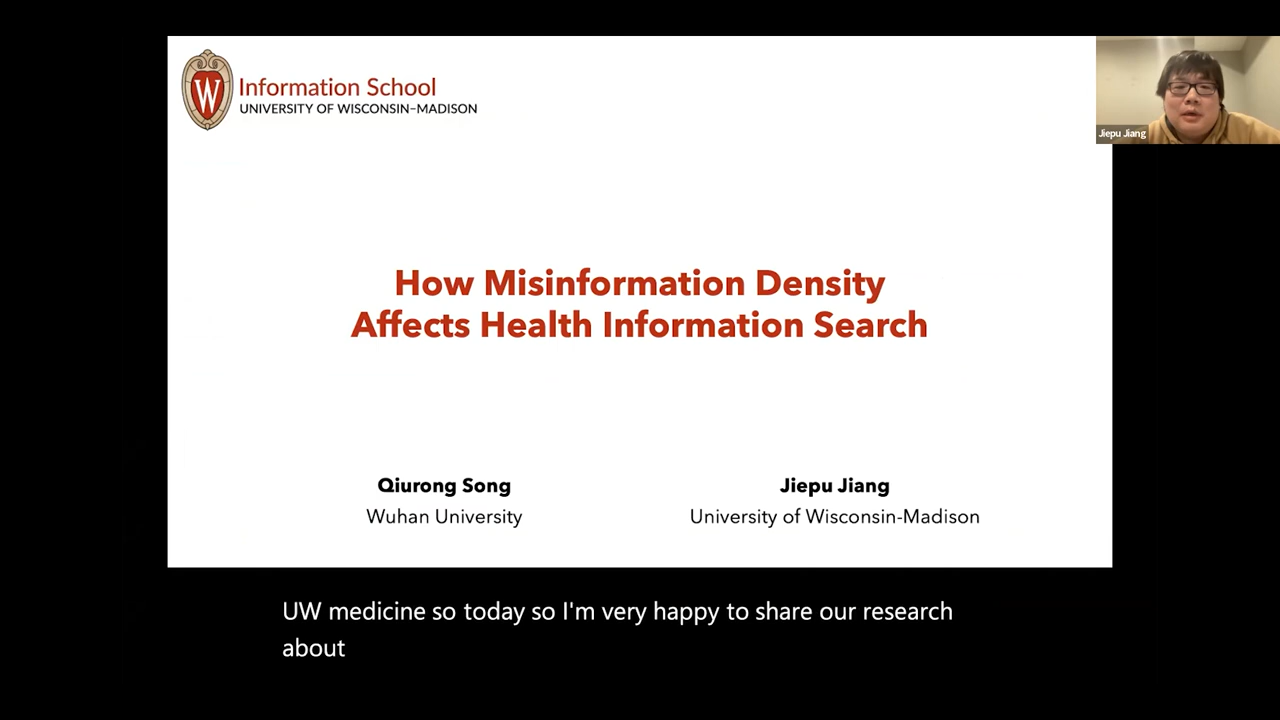 W
Information School
UNIVERSITY OF WISCONSIN–MADISON
Jiepu Jiang
How Misinformation Density
Affects Health Information Search
Qiurong Song
Wuhan University
Jiepu Jiang
University of Wisconsin-Madison
UW medicine so today so I'm very happy to share our research
about